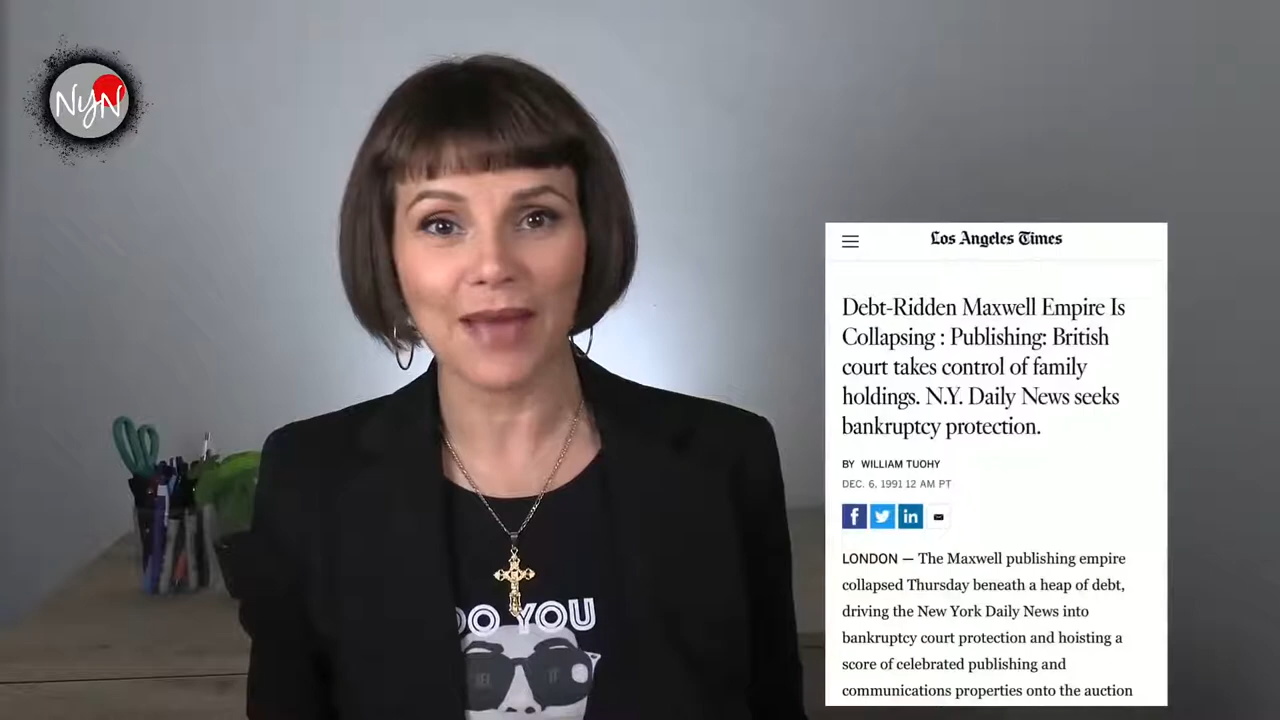 NYN
Los Angeles Times
Debt-Ridden Maxwell Empire Is
Collapsing : Publishing: British
court takes control of family
holdings. N.Y. Daily News seeks
bankruptcy protection.
BY WILLIAM TUOHY
DEC. 6, 1991 12 AM PT
f
in
LONDON — The Maxwell publishing empire
collapsed Thursday beneath a heap of debt,
driving the New York Daily News into
bankruptcy court protection and hoisting a
score of celebrated publishing and
communications properties onto the auction
DO YOU
IT